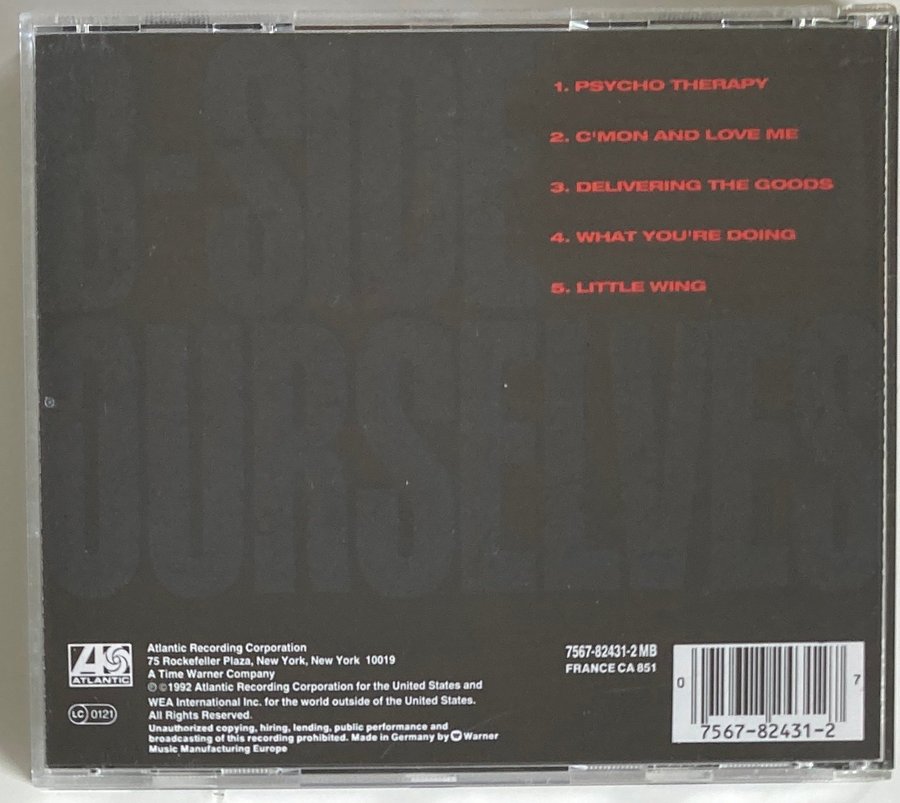 B-SIDE
OURSELVES
1. PSYCHO THERAPY
2. C'MON AND LOVE ME
3. DELIVERING THE GOODS
4. WHAT YOU'RE DOING
5. LITTLE WING
ATLANTIC
LC 0121
Atlantic Recording Corporation
75 Rockefeller Plaza, New York, New York 10019
A Time Warner Company
℗ ©1992 Atlantic Recording Corporation for the United States and
WEA International Inc. for the world outside of the United States.
All Rights Reserved.
Unauthorized copying, hiring, lending, public performance and
broadcasting of this recording prohibited. Made in Germany by Warner
Music Manufacturing Europe
7567-82431-2 MB
FRANCE CA 851
0 7
7567-82431-2